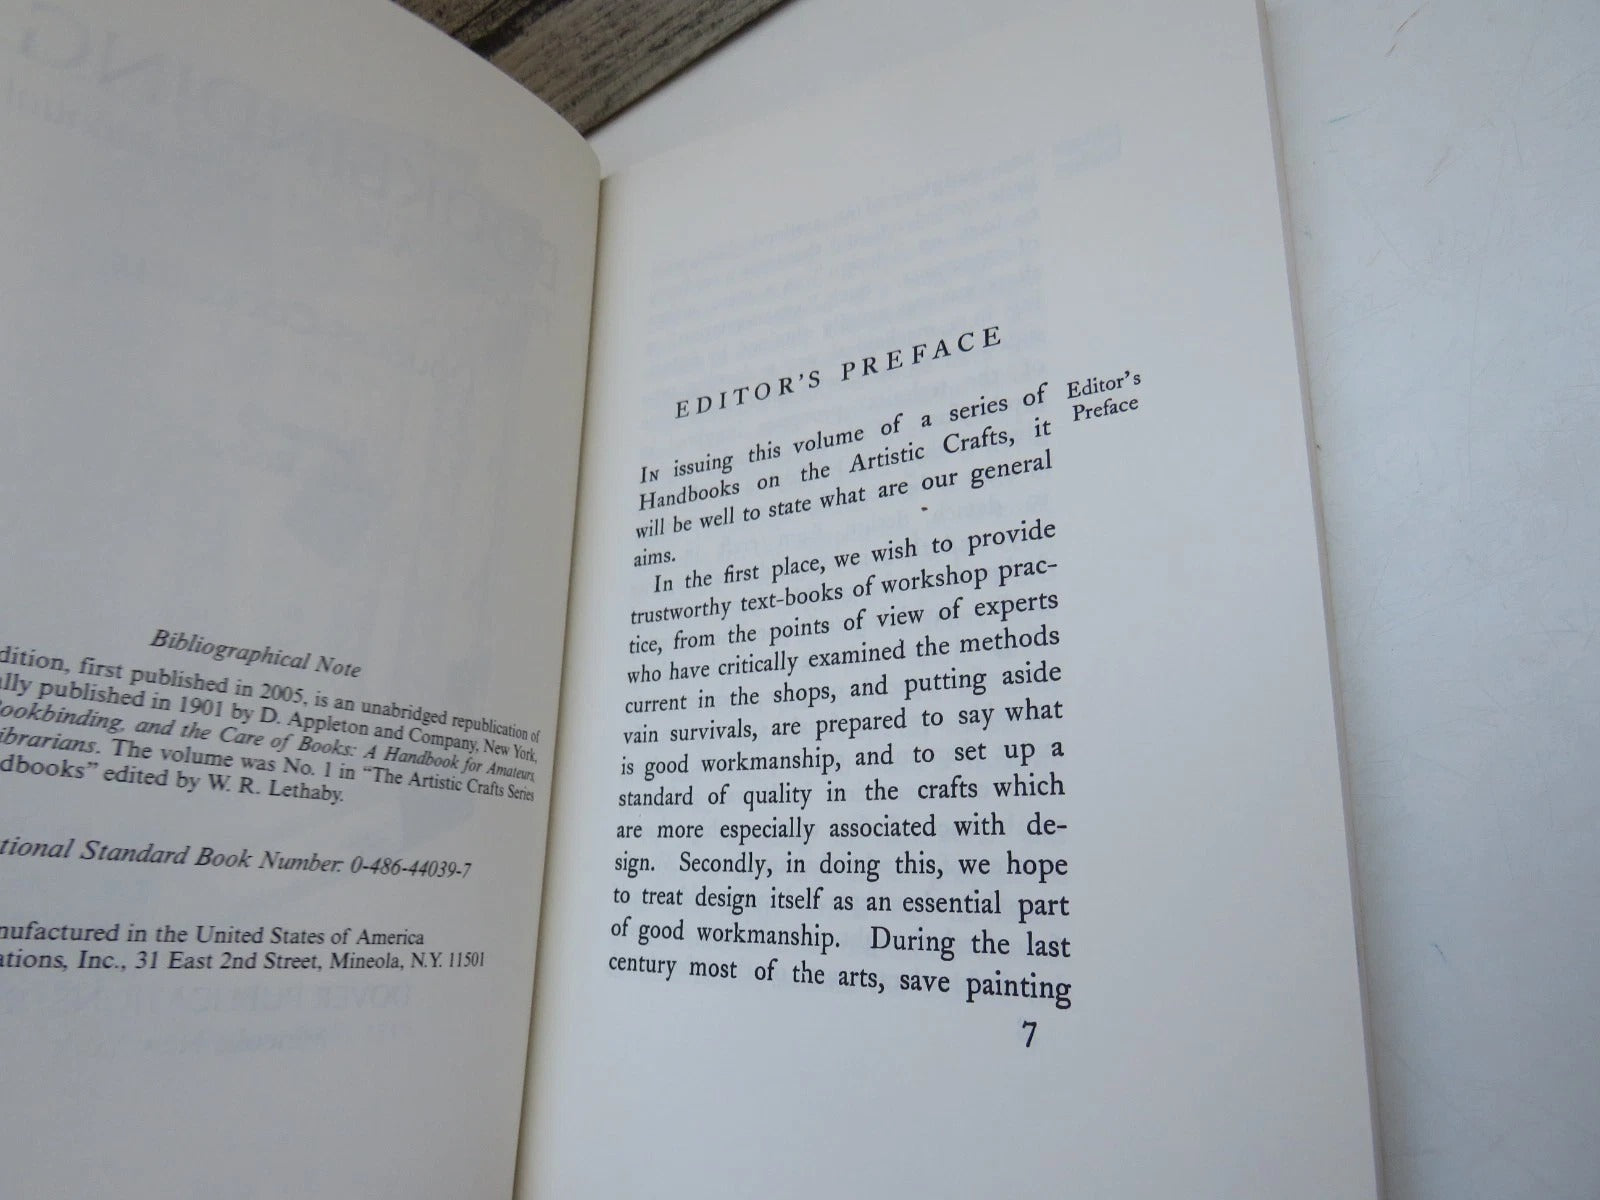 Bibliographical Note
dition, first published in 2005, is an unabridged republication of
lly published in 1901 by D. Appleton and Company, New York,
ookbinding, and the Care of Books: A Handbook for Amateurs,
ibrarians. The volume was No. 1 in "The Artistic Crafts Series
dbooks" edited by W. R. Lethaby.
tional Standard Book Number: 0-486-44039-7
nufactured in the United States of America
ations, Inc., 31 East 2nd Street, Mineola, N.Y. 11501
EDITOR'S PREFACE
Editor's
Preface
In issuing this volume of a series of
Handbooks on the Artistic Crafts, it
will be well to state what are our general
aims.
In the first place, we wish to provide
trustworthy text-books of workshop prac-
tice, from the points of view of experts
who have critically examined the methods
current in the shops, and putting aside
vain survivals, are prepared to say what
is good workmanship, and to set up a
standard of quality in the crafts which
are more especially associated with de-
sign. Secondly, in doing this, we hope
to treat design itself as an essential part
of good workmanship. During the last
century most of the arts, save painting
7